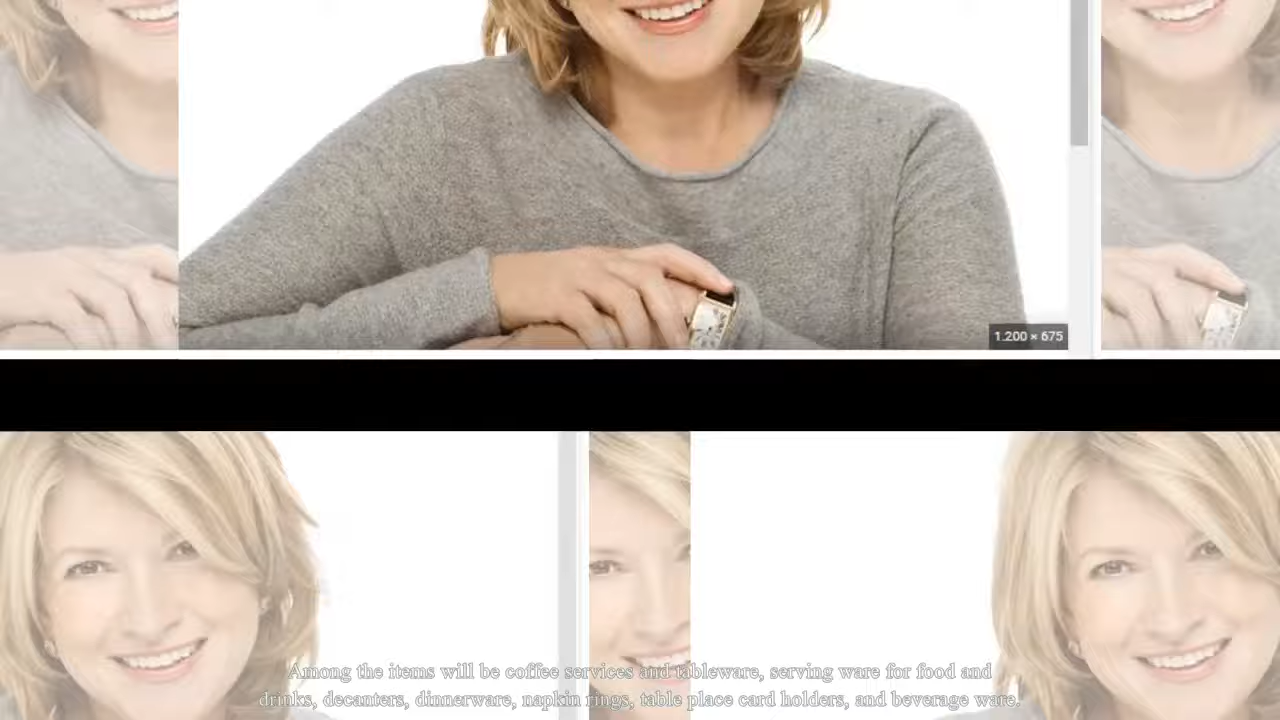 1.200 × 675
Among the items will be coffee services and tableware, serving ware for food and
drinks, decanters, dinnerware, napkin rings, table place card holders, and beverage ware.